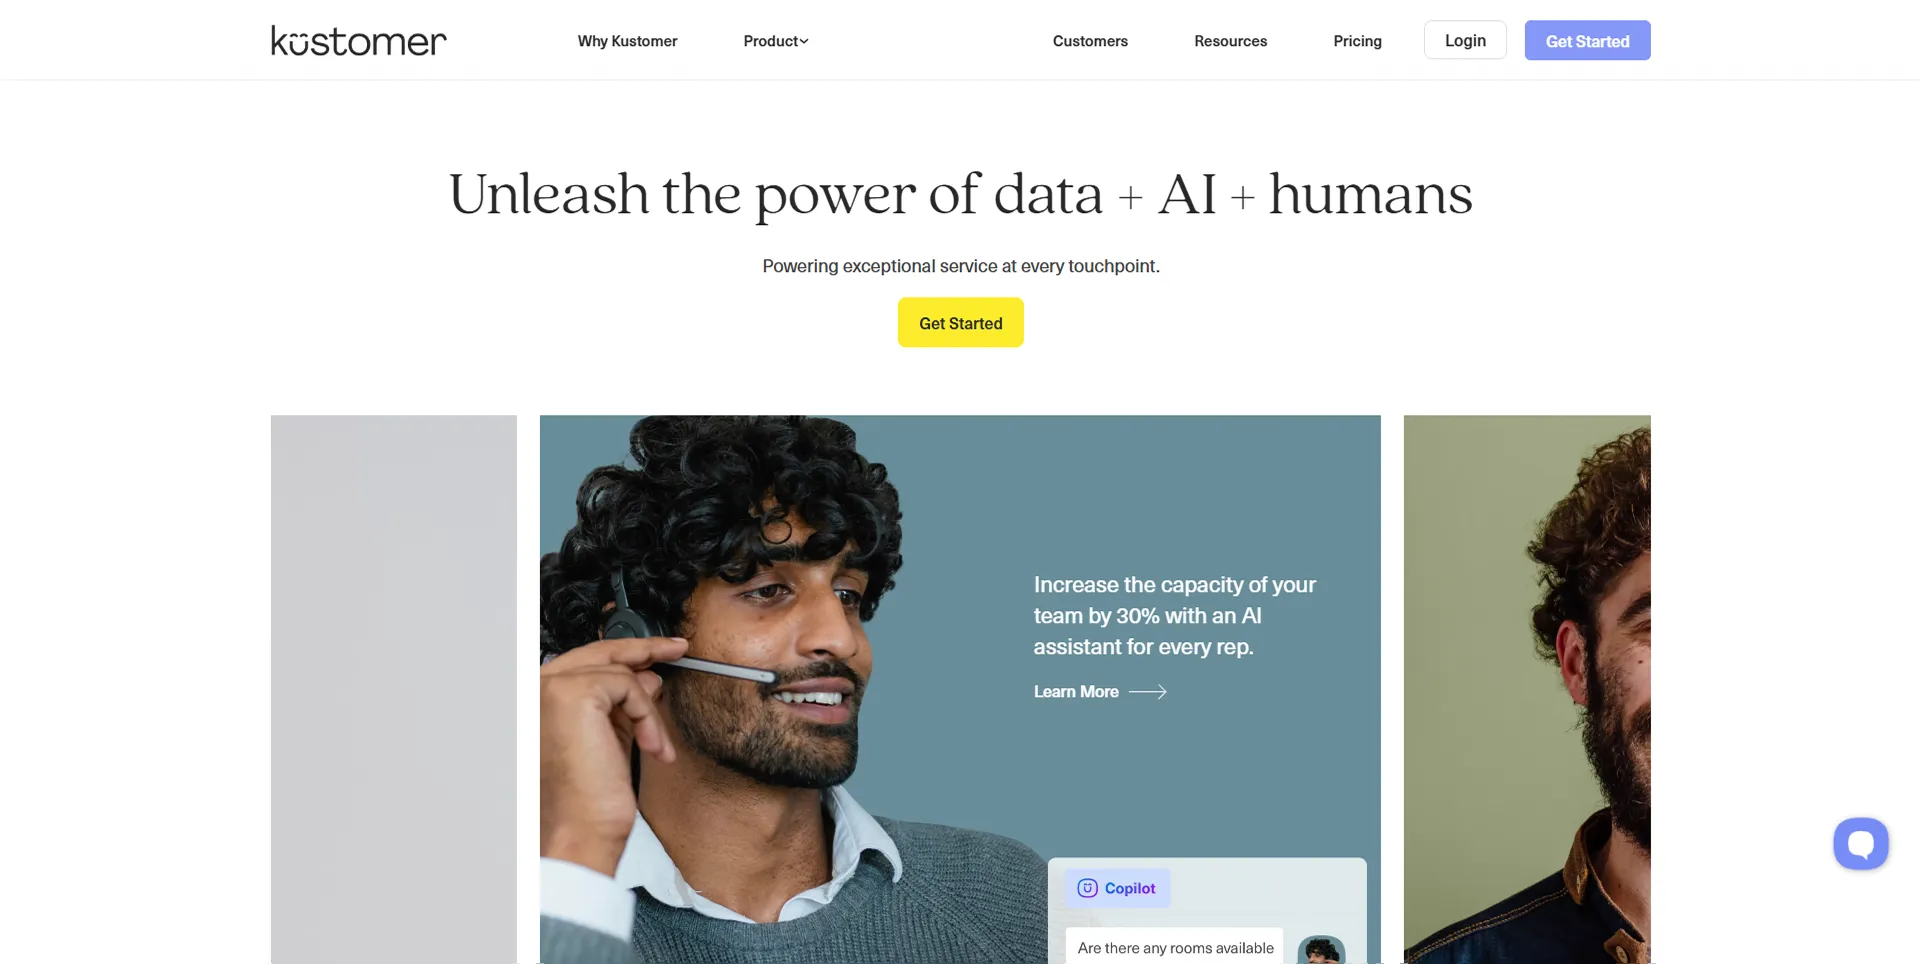 kustomer
Why Kustomer
Product
Customers
Resources
Pricing
Login
Get Started
Unleash the power of data + AI + humans
Powering exceptional service at every touchpoint.
Get Started
Increase the capacity of your
team by 30% with an AI
assistant for every rep.
Learn More
Copilot
Are there any rooms available